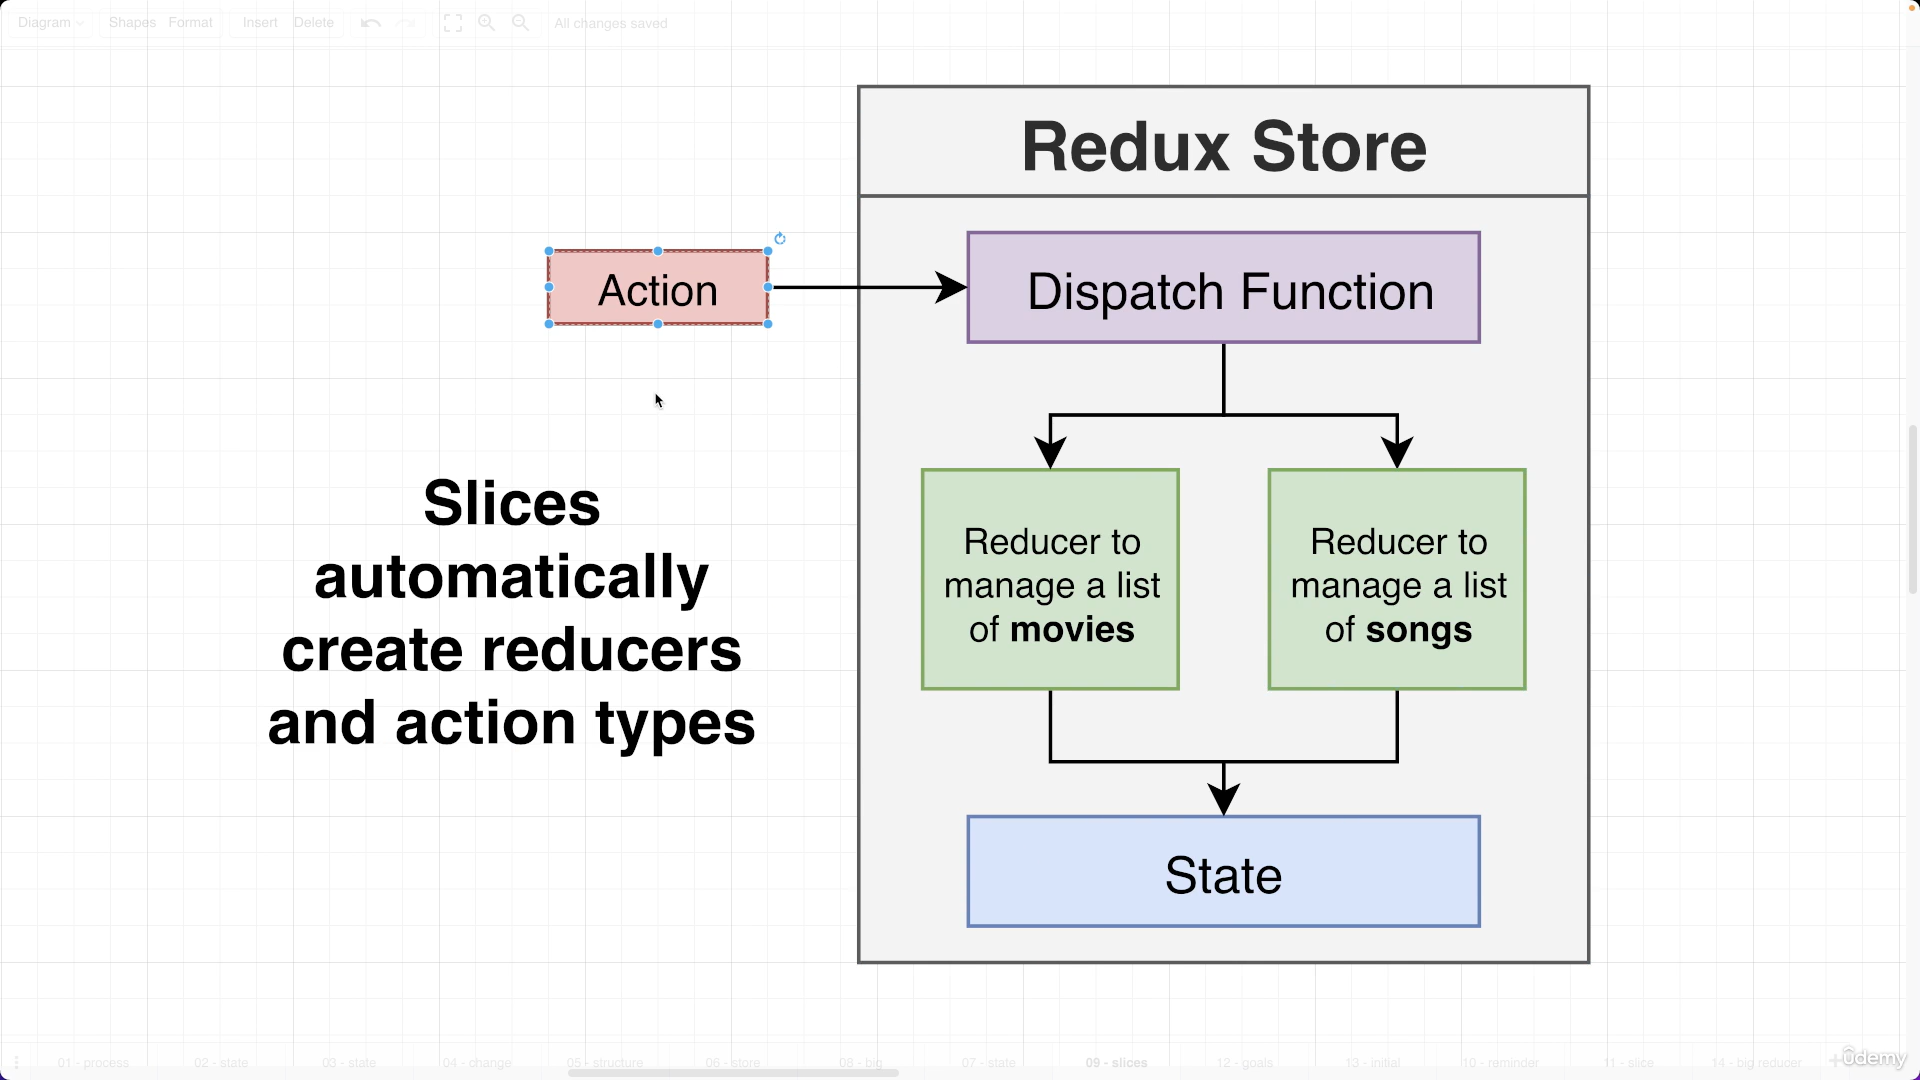 Diagram Shapes Format Insert Delete All changes saved
Redux Store
Action
Dispatch Function
Slices
automatically
create reducers
and action types
Reducer to
manage a list
of movies
Reducer to
manage a list
of songs
State
01 - process 02 - state 03 - state 04 - change 05 - structure 06 - store 08 - big 07 - state 09 - slices 12 - goals 13 - initial 10 - reminder 11 - slice 14 - big reducer
ûdemy